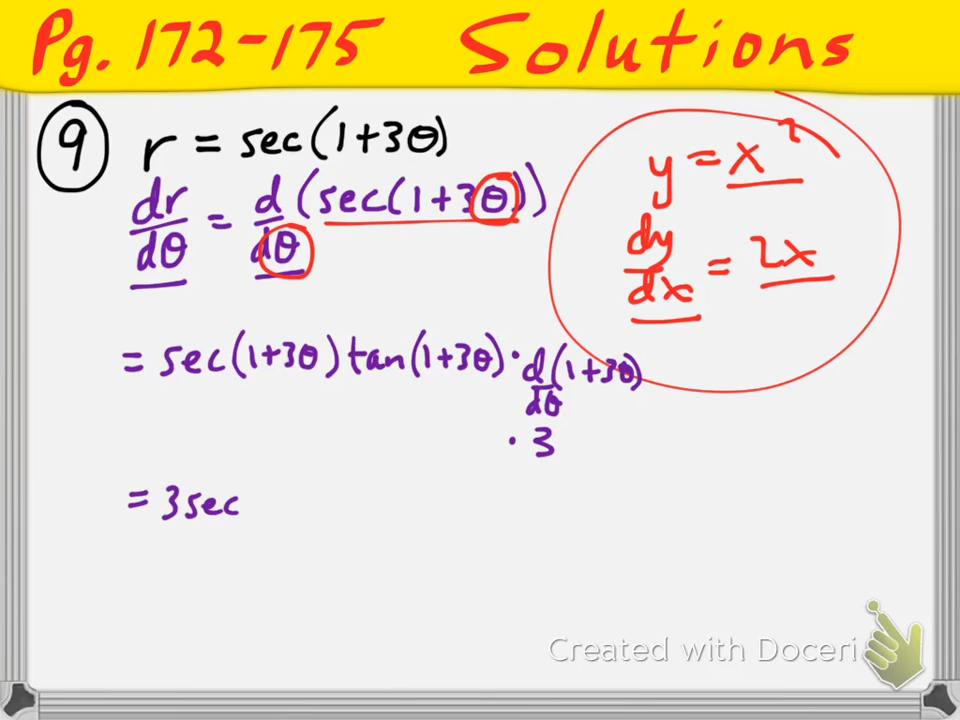 Pg. 172-175 Solutions
9 r = sec(1+3θ)
dr/dθ = d/dθ (sec(1+3θ))
= sec(1+3θ)tan(1+3θ)·d/dθ(1+3θ)
· 3
= 3sec
y = x²
dy/dx = 2x
Created with Doceri